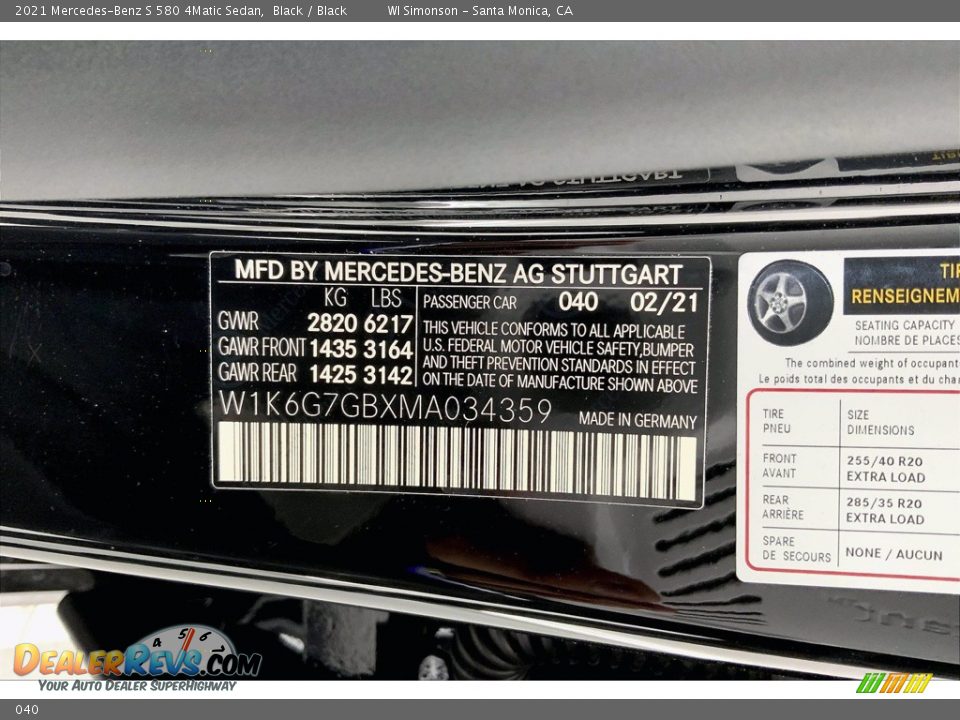 2021 Mercedes-Benz S 580 4Matic Sedan, Black / Black WI Simonson - Santa Monica, CA
MFD BY MERCEDES-BENZ AG STUTTGART
KG LBS
GWR 2820 6217
GAWR FRONT 1435 3164
GAWR REAR 1425 3142
PASSENGER CAR 040 02/21
THIS VEHICLE CONFORMS TO ALL APPLICABLE
U.S. FEDERAL MOTOR VEHICLE SAFETY,BUMPER
AND THEFT PREVENTION STANDARDS IN EFFECT
ON THE DATE OF MANUFACTURE SHOWN ABOVE
W1K6G7GBXMA034359
MADE IN GERMANY
SEATING CAPACITY
NOMBRE DE PLACES
The combined weight of
Le poids total des occupants et du
TIRE SIZE
PNEU DIMENSIONS
FRONT 255/40 R20
AVANT EXTRA LOAD
REAR 285/35 R20
ARRIÈRE EXTRA LOAD
SPARE
DE SECOURS NONE / AUCUN
4 5 6
DEALERREVS.COM
YOUR AUTO DEALER SUPERHIGHWAY
040